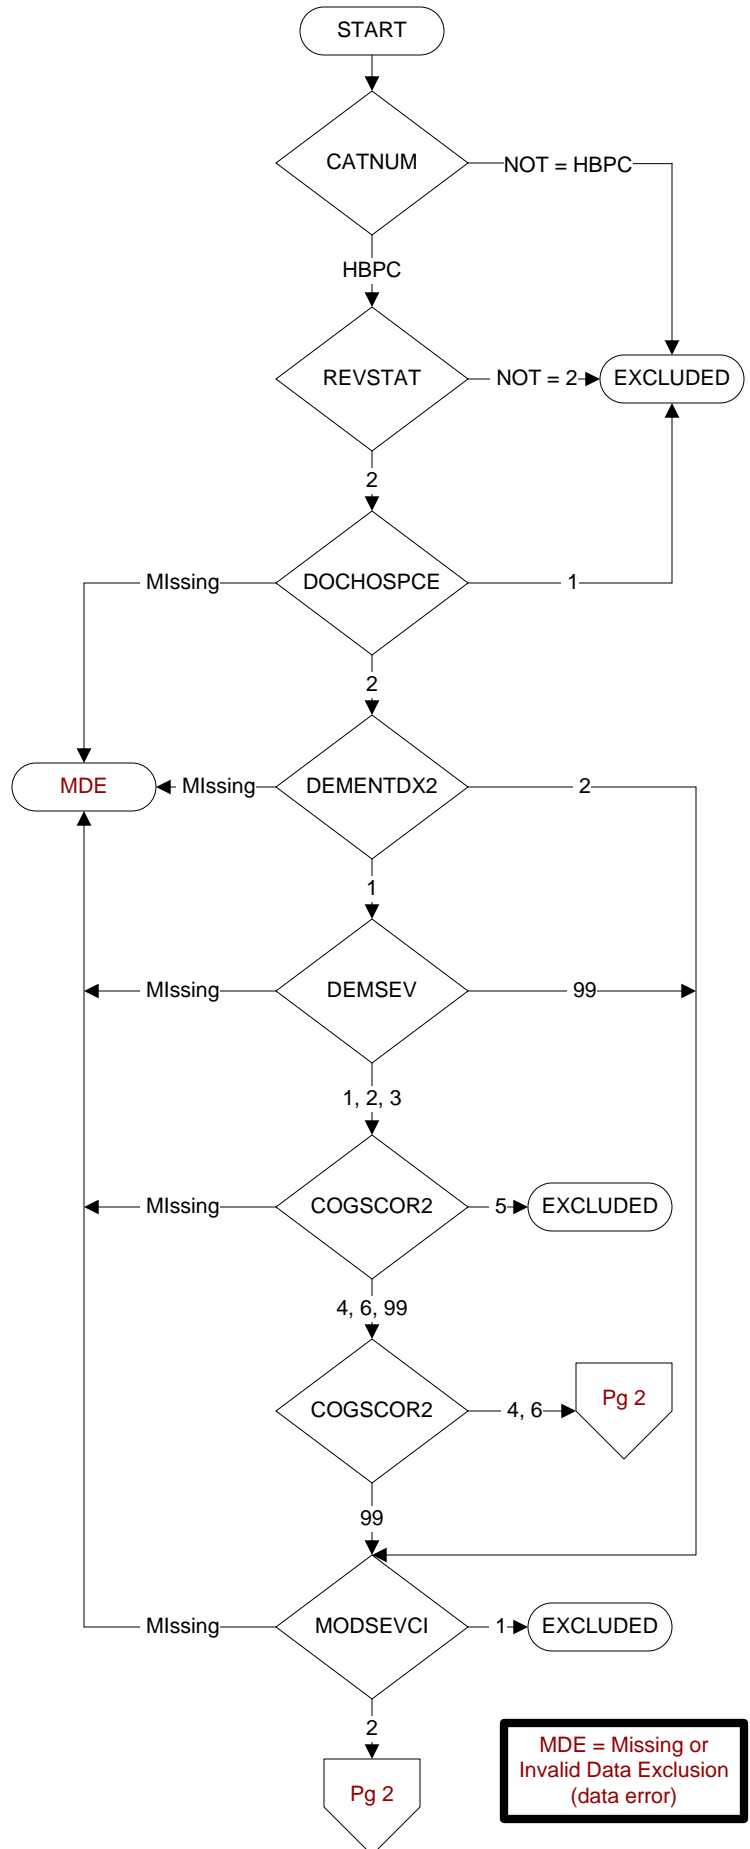 START
CATNUM
NOT = HBPC
HBPC
REVSTAT
NOT = 2
EXCLUDED
2
MIssing
DOCHOSPCE
1
2
MDE
MIssing
DEMENTDX2
2
1
MIssing
DEMSEV
99
1, 2, 3
MIssing
COGSCOR2
5
EXCLUDED
4, 6, 99
COGSCOR2
4, 6
Pg 2
99
MIssing
MODSEVCI
1
EXCLUDED
2
Pg 2
MDE = Missing or
Invalid Data Exclusion
(data error)